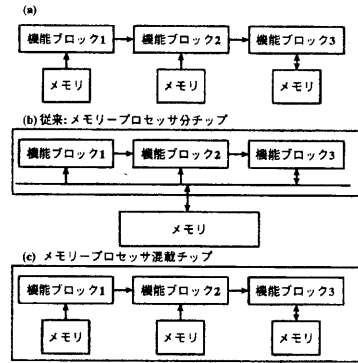 (a)
機能ブロック1 機能ブロック2 機能ブロック3
メモリ メモリ メモリ
(b) 従来: メモリープロセッサ分チップ
機能ブロック1 機能ブロック2 機能ブロック3
メモリ
(c) メモリープロセッサ混載チップ
機能ブロック1 機能ブロック2 機能ブロック3
メモリ メモリ メモリ